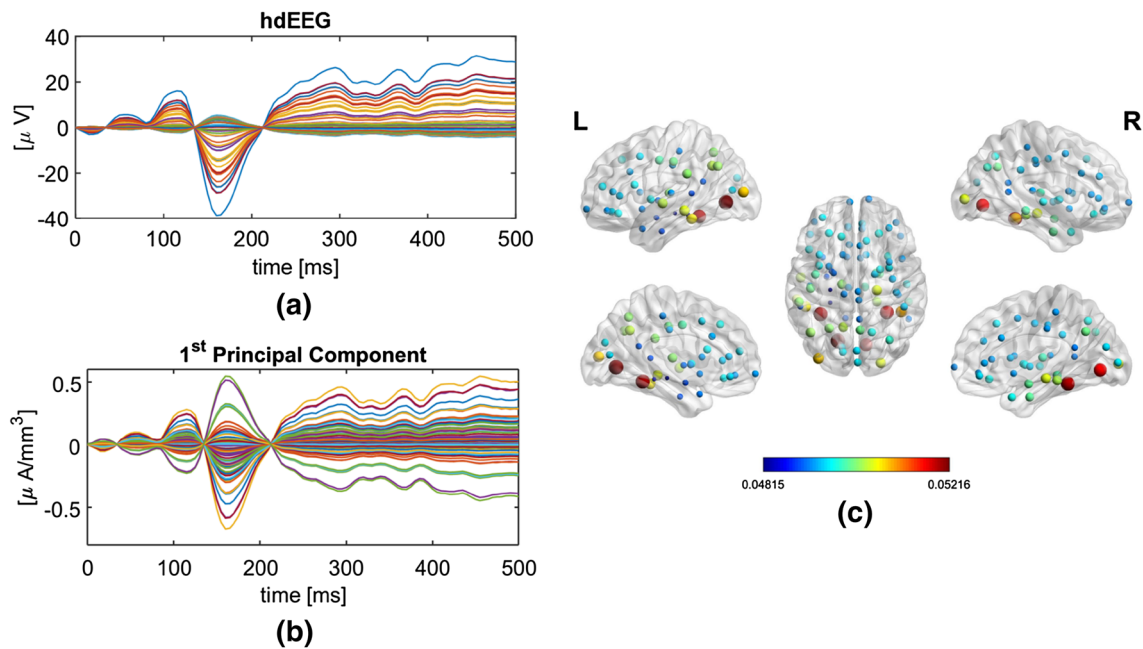 hdEEG
40
20
0
-20
-40
[μ V]
0 100 200 300 400 500
time [ms]
(a)
1st Principal Component
0.5
0
-0.5
[μ A/mm3]
0 100 200 300 400 500
time [ms]
(b)
L R
0.04815 0.05216
(c)